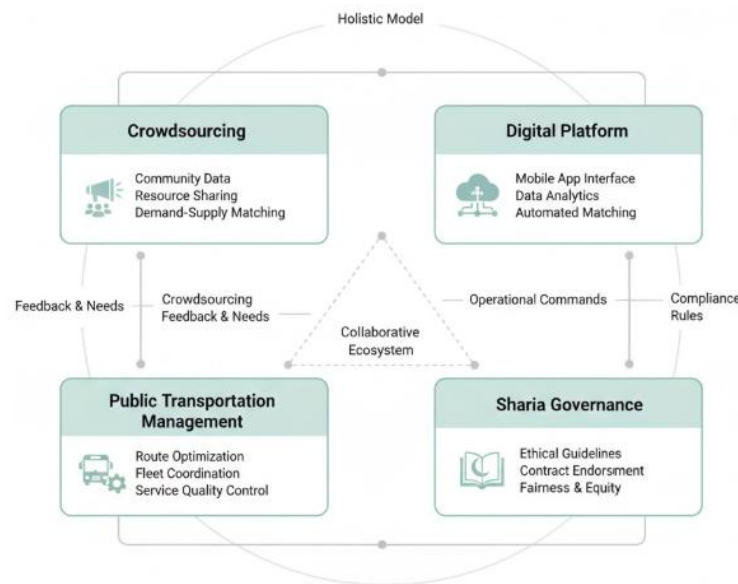 Holistic Model
Crowdsourcing
Community Data
Resource Sharing
Demand-Supply Matching
Digital Platform
Mobile App Interface
Data Analytics
Automated Matching
Feedback & Needs
Crowdsourcing
Feedback & Needs
Collaborative
Ecosystem
Operational Commands
Compliance
Rules
Public Transportation
Management
Route Optimization
Fleet Coordination
Service Quality Control
Sharia Governance
Ethical Guidelines
Contract Endorsment
Fairness & Equity